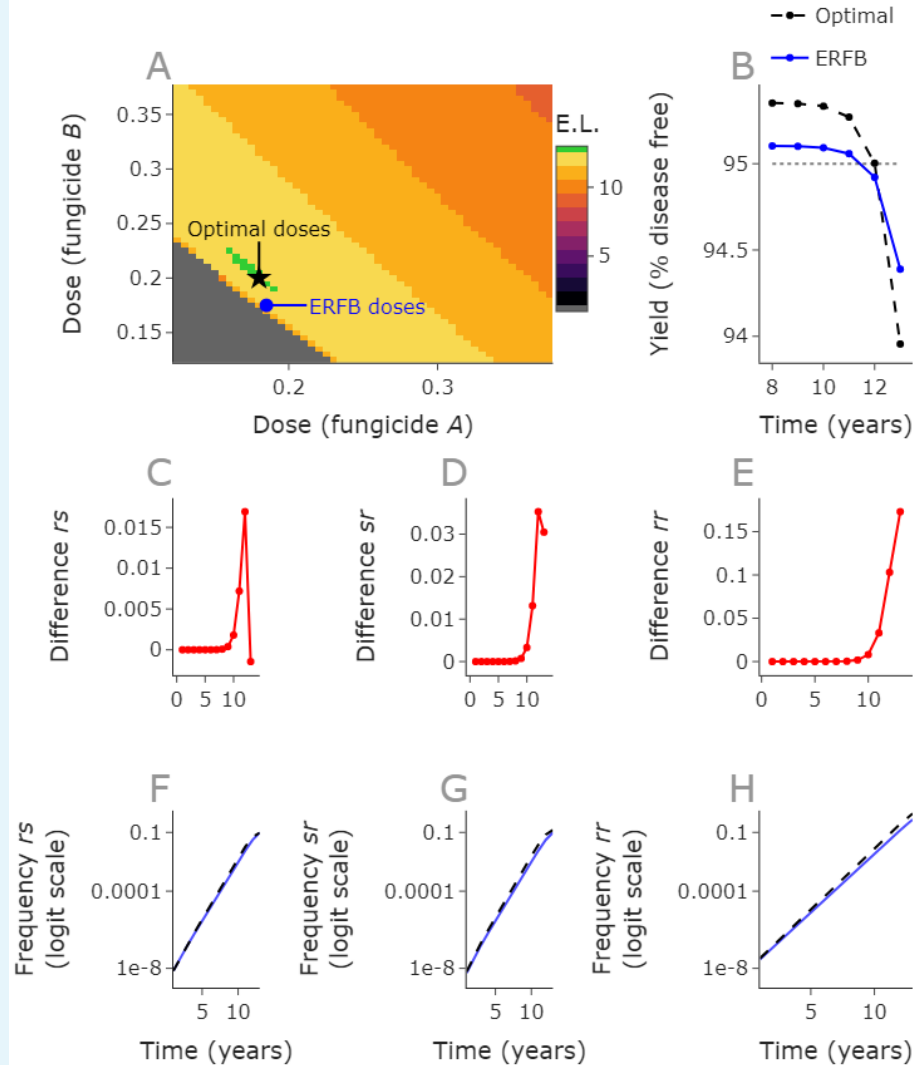 Optimal
ERFB
A
B
E.L.
0.35
0.3
0.25
0.2
0.15
Dose (fungicide B)
Optimal doses
ERFB doses
10
5
0.2
0.3
Dose (fungicide A)
95
94.5
94
Yield (% disease free)
8
10
12
Time (years)
C
D
E
Difference rs
0.015
0.01
0.005
0
0
5
10
Difference sr
0.03
0.02
0.01
0
0
5
10
Difference rr
0.15
0.1
0.05
0
0
5
10
F
G
H
Frequency rs
(logit scale)
0.1
0.0001
1e-8
5
10
Time (years)
Frequency sr
(logit scale)
0.1
0.0001
1e-8
5
10
Time (years)
Frequency rr
(logit scale)
0.1
0.0001
1e-8
5
10
Time (years)